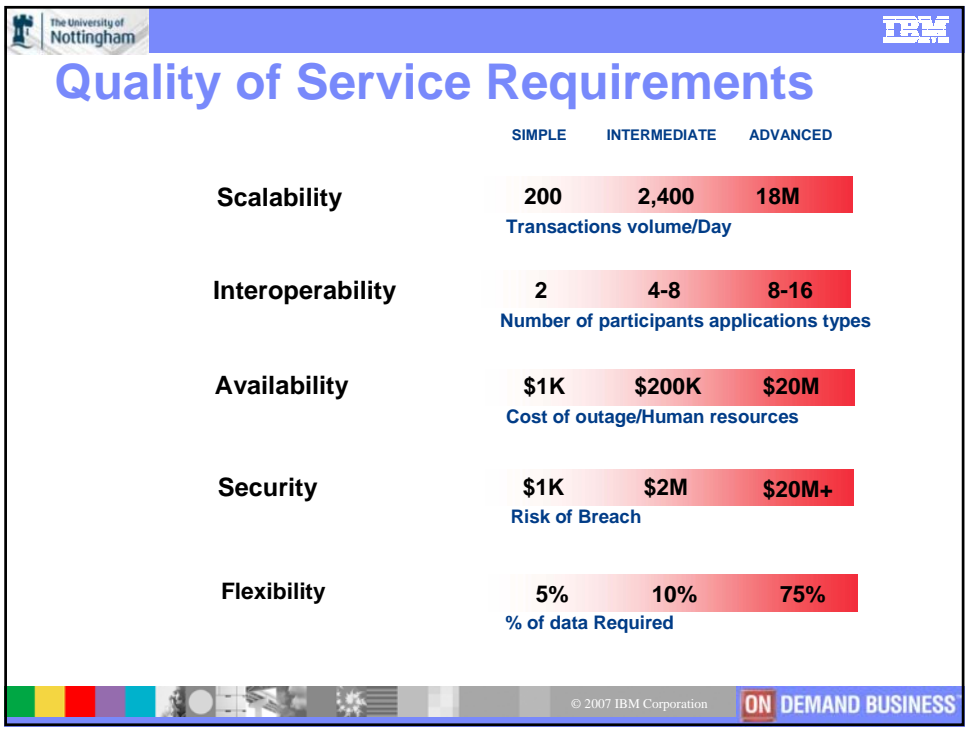 The University of
Nottingham
IBM
Quality of Service Requirements
SIMPLE INTERMEDIATE ADVANCED
Scalability 200 2,400 18M
Transactions volume/Day
Interoperability 2 4-8 8-16
Number of participants applications types
Availability $1K $200K $20M
Cost of outage/Human resources
Security $1K $2M $20M+
Risk of Breach
Flexibility 5% 10% 75%
% of data Required
© 2007 IBM Corporation
ON DEMAND BUSINESS